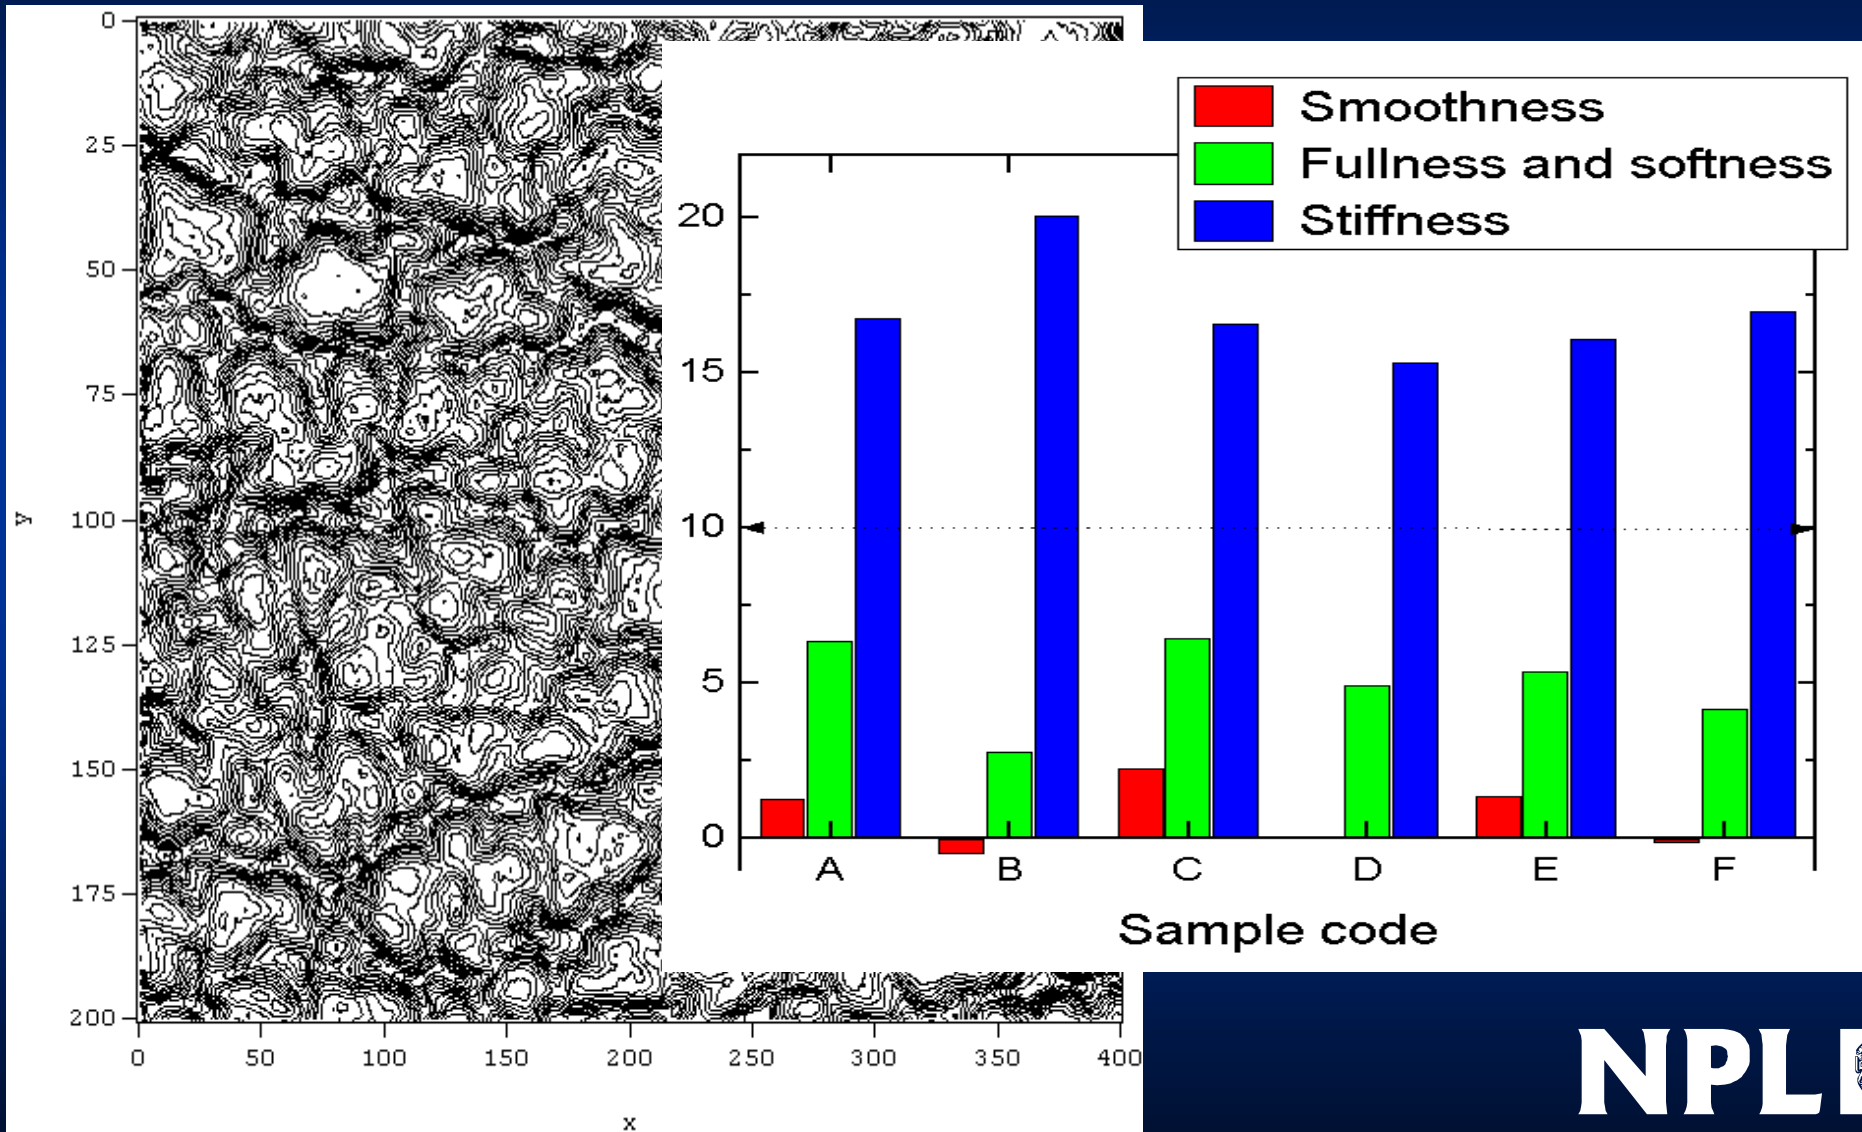 0
25
50
75
100
125
150
175
200
y
0 50 100 150 200 250 300 350 400
x
Smoothness
Fullness and softness
Stiffness
20
15
10
5
0
A B C D E F
Sample code
NPL